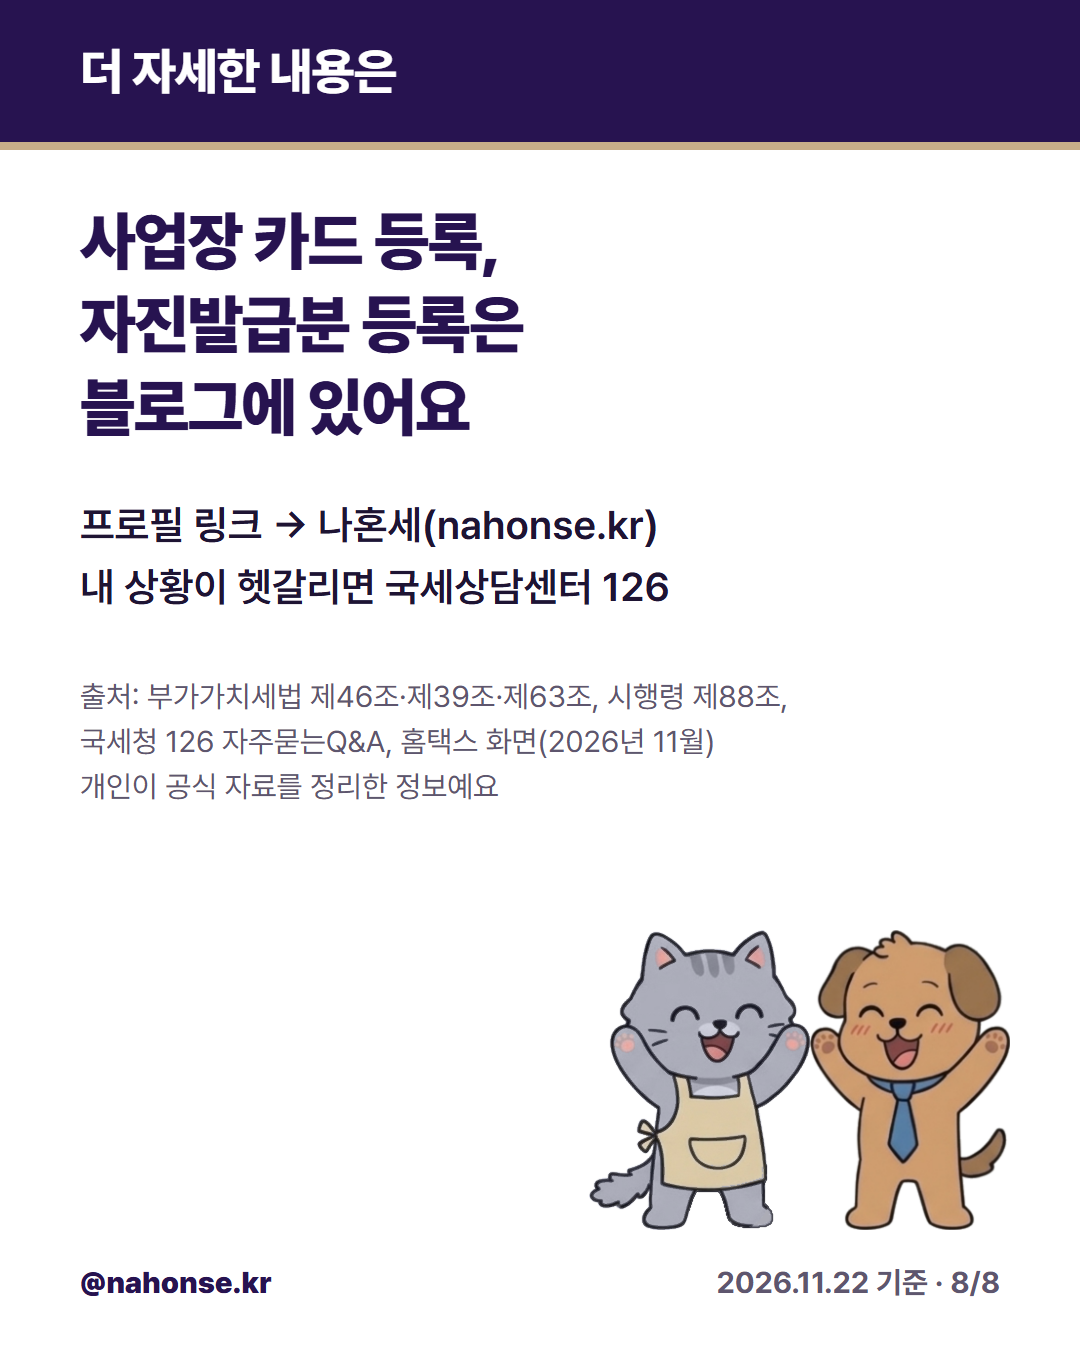 더 자세한 내용은
사업장 카드 등록,
자진발급분 등록은
블로그에 있어요
프로필 링크 → 나혼세(nahonse.kr)
내 상황이 헷갈리면 국세상담센터 126
출처: 부가가치세법 제46조·제39조·제63조, 시행령 제88조,
국세청 126 자주묻는Q&A, 홈택스 화면(2026년 11월)
개인이 공식 자료를 정리한 정보예요
@nahonse.kr
2026.11.22 기준 · 8/8